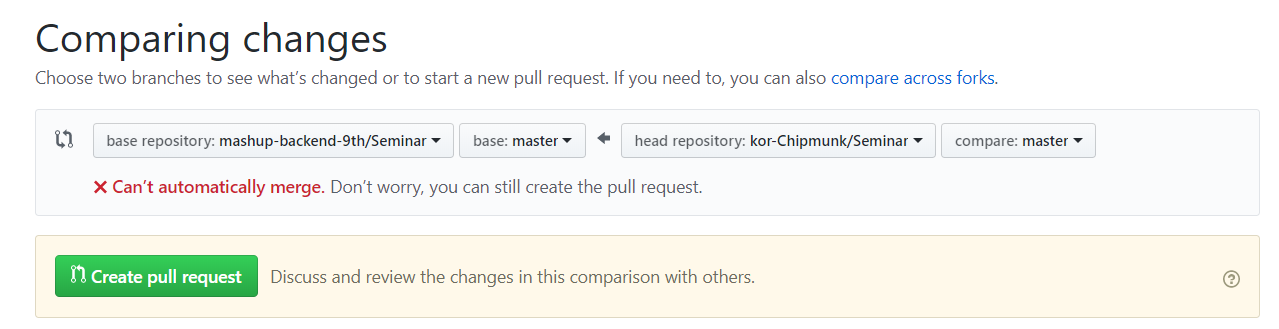 Comparing changes
Choose two branches to see what’s changed or to start a new pull request. If you need to, you can also compare across forks.
base repository: mashup-backend-9th/Seminar base: master head repository: kor-Chipmunk/Seminar compare: master
Can’t automatically merge. Don’t worry, you can still create the pull request.
Create pull request Discuss and review the changes in this comparison with others.